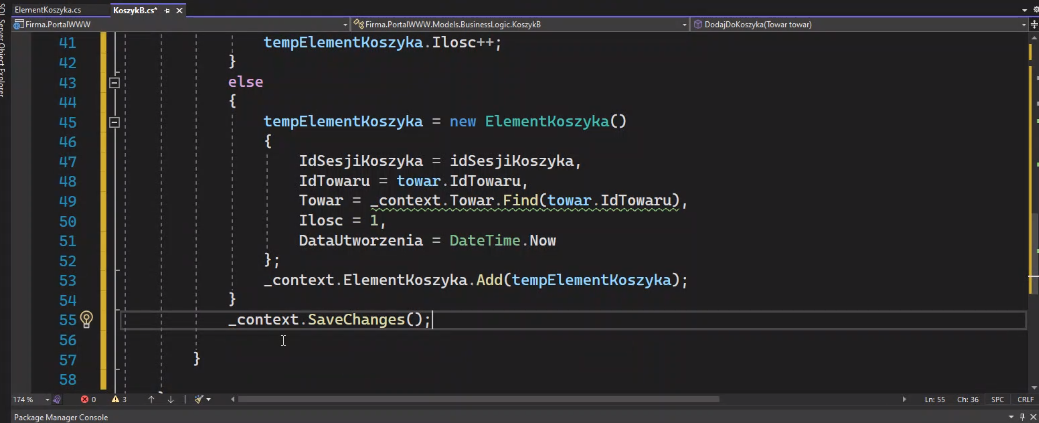 SQL Server Object Explorer
ElementKoszyka.cs
KoszykB.cs*
Firma.PortalWWW
Firma.PortalWWW.Models.BusinessLogic.KoszykB
DodajDoKoszyka(Towar towar)
41 tempElementKoszyka.Ilosc++;
42 }
43 else
44 {
45 tempElementKoszyka = new ElementKoszyka()
46 {
47 IdSesjiKoszyka = idSesjiKoszyka,
48 IdTowaru = towar.IdTowaru,
49 Towar = _context.Towar.Find(towar.IdTowaru),
50 Ilosc = 1,
51 DataUtworzenia = DateTime.Now
52 };
53 _context.ElementKoszyka.Add(tempElementKoszyka);
54 }
55 _context.SaveChanges();
56
57 }
58
174 % 0 3 Ln: 55 Ch: 36 SPC CRLF
Package Manager Console